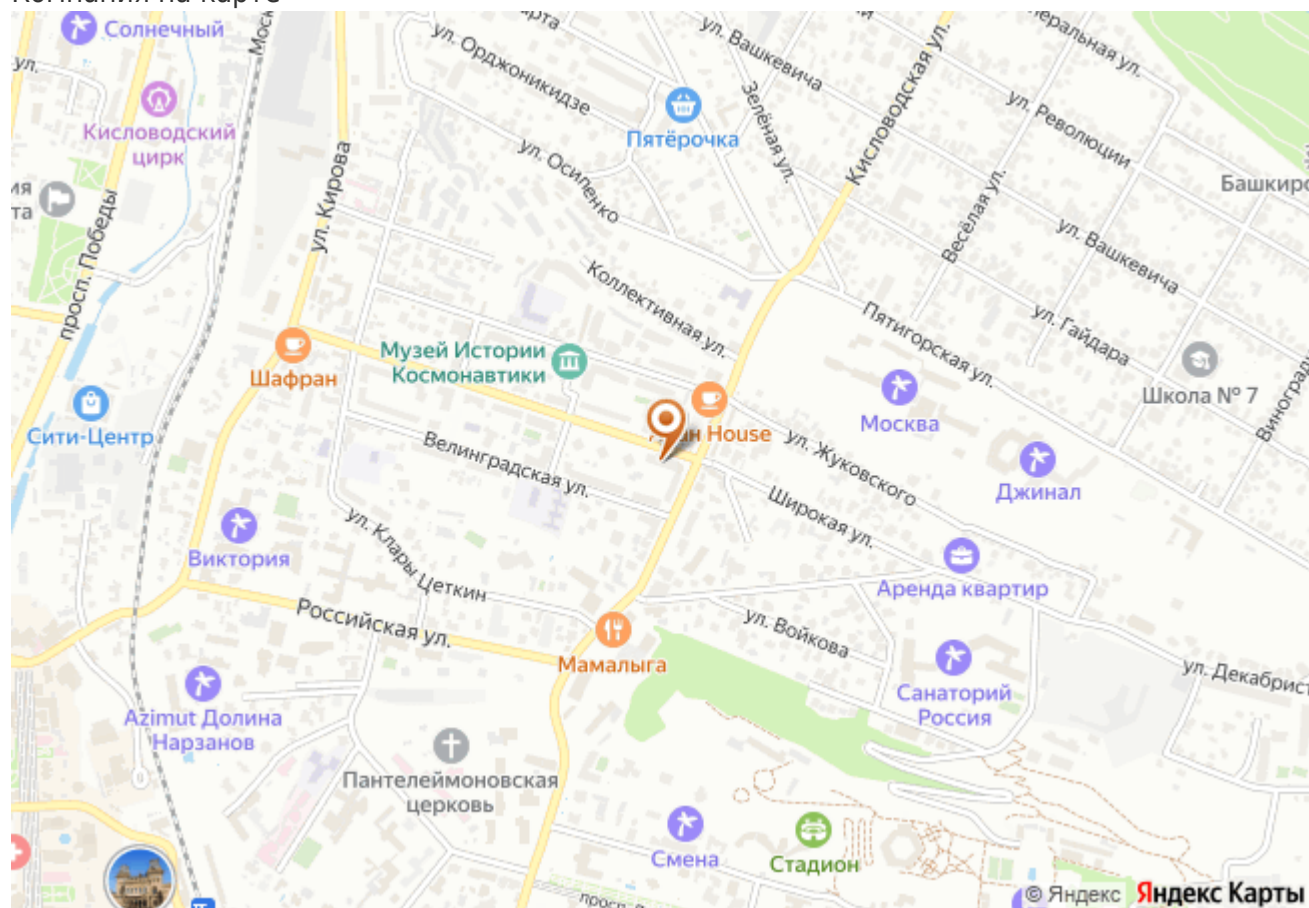 Солнечный
ул. Орджоникидзе
ул. Вашкевича
Кисловодская ул.
Кисловодский
цирк
Пятёрочка
Зелёная ул.
ул. Революции
ул.
ул. Осипенко
просп. Победы
ул. Кирова
Весёлая ул.
ул. Вашкевича
Коллективная ул.
Пятигорская ул.
ул. Гайдара
Музей Истории
Космонавтики
Шафран
Школа № 7
Москва
Сити-Центр
House
Велинградская ул.
ул. Жуковского
Джинал
Широкая ул.
Виктория
ул. Клары Цеткин
Аренда квартир
Российская ул.
ул. Войкова
Мамалыга
Санаторий
Россия
Azimut Долина
Нарзанов
Пантелеймоновская
церковь
Смена
Стадион
© Яндекс Яндекс Карты